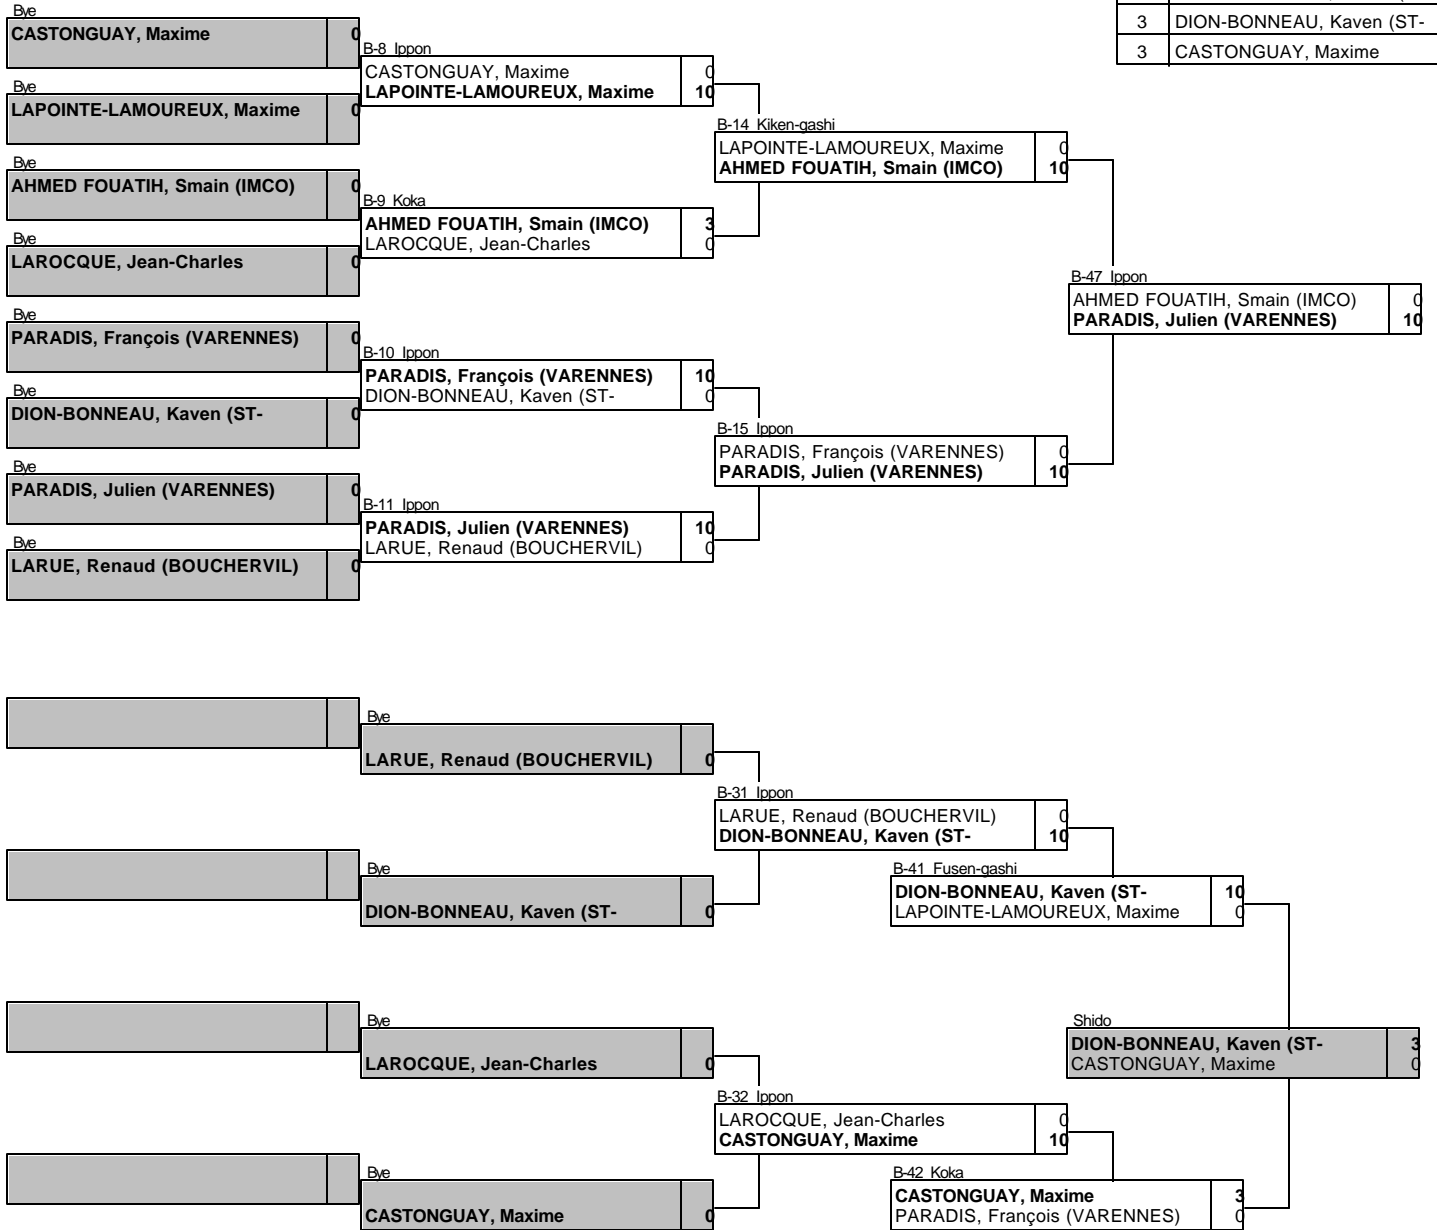 3 DION-BONNEAU, Kaven (ST-
3 CASTONGUAY, Maxime
Bye
CASTONGUAY, Maxime 0
Bye
LAPOINTE-LAMOUREUX, Maxime 0
Bye
AHMED FOUATIH, Smain (IMCO) 0
Bye
LAROCQUE, Jean-Charles 0
Bye
PARADIS, François (VARENNES) 0
Bye
DION-BONNEAU, Kaven (ST- 0
Bye
PARADIS, Julien (VARENNES) 0
Bye
LARUE, Renaud (BOUCHERVIL) 0
B-8 Ippon
CASTONGUAY, Maxime 0
LAPOINTE-LAMOUREUX, Maxime 10
B-9 Koka
AHMED FOUATIH, Smain (IMCO) 3
LAROCQUE, Jean-Charles 0
B-10 Ippon
PARADIS, François (VARENNES) 10
DION-BONNEAU, Kaven (ST- 0
B-11 Ippon
PARADIS, Julien (VARENNES) 10
LARUE, Renaud (BOUCHERVIL) 0
B-14 Kiken-gashi
LAPOINTE-LAMOUREUX, Maxime 0
AHMED FOUATIH, Smain (IMCO) 10
B-15 Ippon
PARADIS, François (VARENNES) 0
PARADIS, Julien (VARENNES) 10
B-47 Ippon
AHMED FOUATIH, Smain (IMCO) 0
PARADIS, Julien (VARENNES) 10
Bye
LARUE, Renaud (BOUCHERVIL) 0
Bye
DION-BONNEAU, Kaven (ST- 0
Bye
LAROCQUE, Jean-Charles 0
Bye
CASTONGUAY, Maxime 0
B-31 Ippon
LARUE, Renaud (BOUCHERVIL) 0
DION-BONNEAU, Kaven (ST- 10
B-32 Ippon
LAROCQUE, Jean-Charles 0
CASTONGUAY, Maxime 10
B-41 Fusen-gashi
DION-BONNEAU, Kaven (ST- 10
LAPOINTE-LAMOUREUX, Maxime 0
B-42 Koka
CASTONGUAY, Maxime 3
PARADIS, François (VARENNES) 0
Shido
DION-BONNEAU, Kaven (ST- 3
CASTONGUAY, Maxime 0